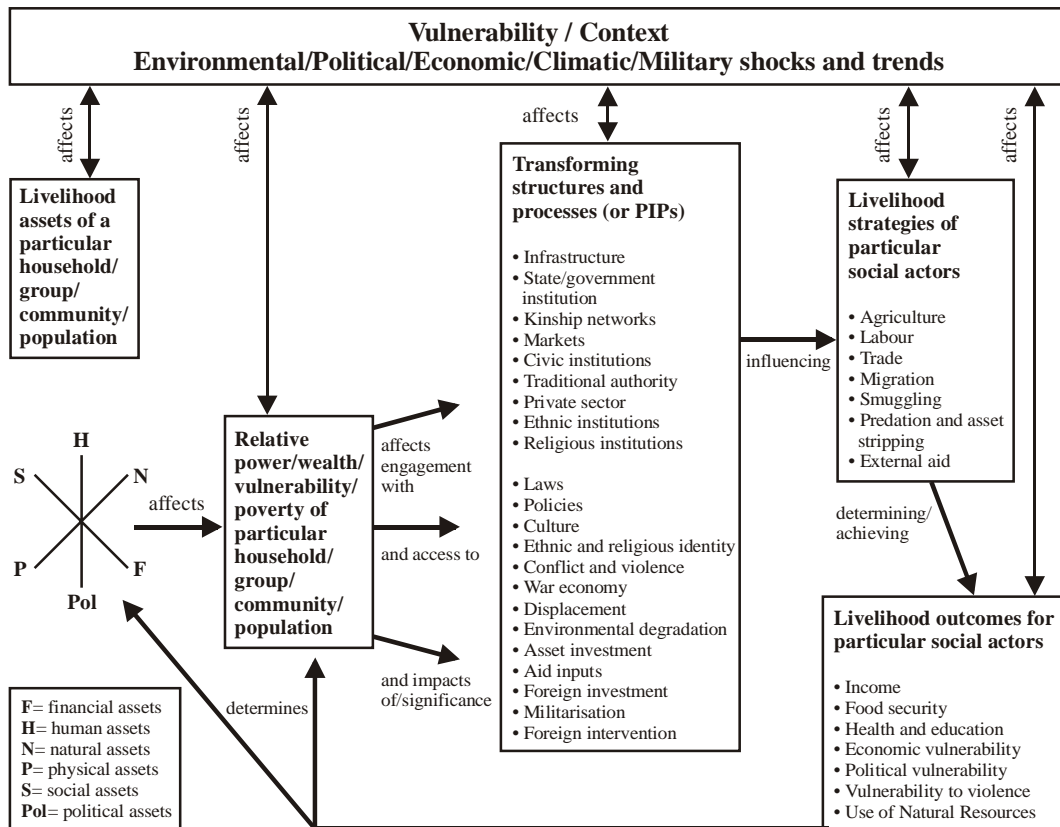 Vulnerability / Context
Environmental/Political/Economic/Climatic/Military shocks and trends
affects
affects
affects
affects
affects
Livelihood
assets of a
particular
household/
group/
community/
population
H
S
N
P
F
Pol
affects
Relative
power/wealth/
vulnerability/
poverty of
particular
household/
group/
community/
population
affects
engagement
with
and access to
and impacts
of/significance
Transforming
structures and
processes (or PIPs)
• Infrastructure
• State/government
institution
• Kinship networks
• Markets
• Civic institutions
• Traditional authority
• Private sector
• Ethnic institutions
• Religious institutions
• Laws
• Policies
• Culture
• Ethnic and religious identity
• Conflict and violence
• War economy
• Displacement
• Environmental degradation
• Asset investment
• Aid inputs
• Foreign investment
• Militarisation
• Foreign intervention
influencing
Livelihood
strategies of
particular
social actors
• Agriculture
• Labour
• Trade
• Migration
• Smuggling
• Predation and asset
stripping
• External aid
determining/
achieving
Livelihood outcomes for
particular social actors
• Income
• Food security
• Health and education
• Economic vulnerability
• Political vulnerability
• Vulnerability to violence
• Use of Natural Resources
determines
F= financial assets
H= human assets
N= natural assets
P= physical assets
S= social assets
Pol= political assets